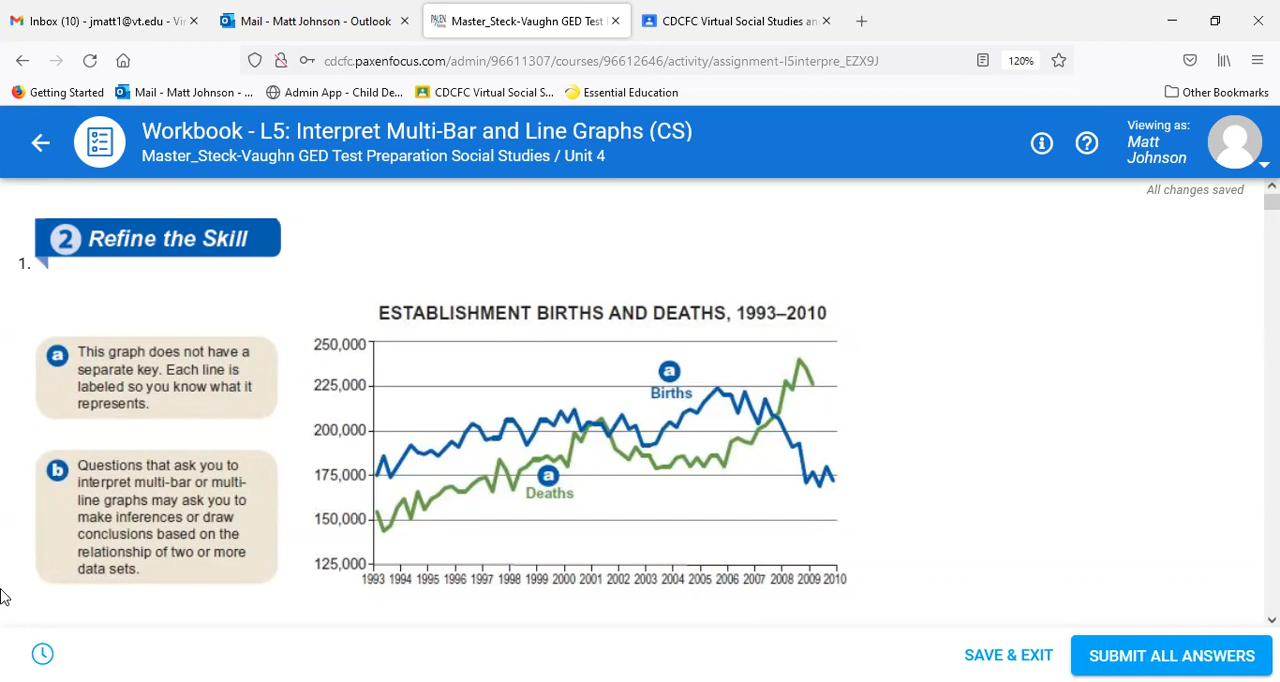 Inbox (10) - jmatt1@vt.edu - Vir
Mail - Matt Johnson - Outlook
Master_Steck-Vaughn GED Test
CDCFC Virtual Social Studies an
cdcfc.paxenfocus.com/admin/96611307/courses/96612646/activity/assignment-l5interpre_EZX9J
120%
Getting Started
Mail - Matt Johnson - ...
Admin App - Child De...
CDCFC Virtual Social S...
Essential Education
Other Bookmarks
Workbook - L5: Interpret Multi-Bar and Line Graphs (CS)
Master_Steck-Vaughn GED Test Preparation Social Studies / Unit 4
Viewing as:
Matt
Johnson
All changes saved
1.
2 Refine the Skill
a This graph does not have a
separate key. Each line is
labeled so you know what it
represents.
b Questions that ask you to
interpret multi-bar or multi-
line graphs may ask you to
make inferences or draw
conclusions based on the
relationship of two or more
data sets.
ESTABLISHMENT BIRTHS AND DEATHS, 1993–2010
250,000
225,000
200,000
175,000
150,000
125,000
a
Births
a
Deaths
1993 1994 1995 1996 1997 1998 1999 2000 2001 2002 2003 2004 2005 2006 2007 2008 2009 2010
SAVE & EXIT
SUBMIT ALL ANSWERS